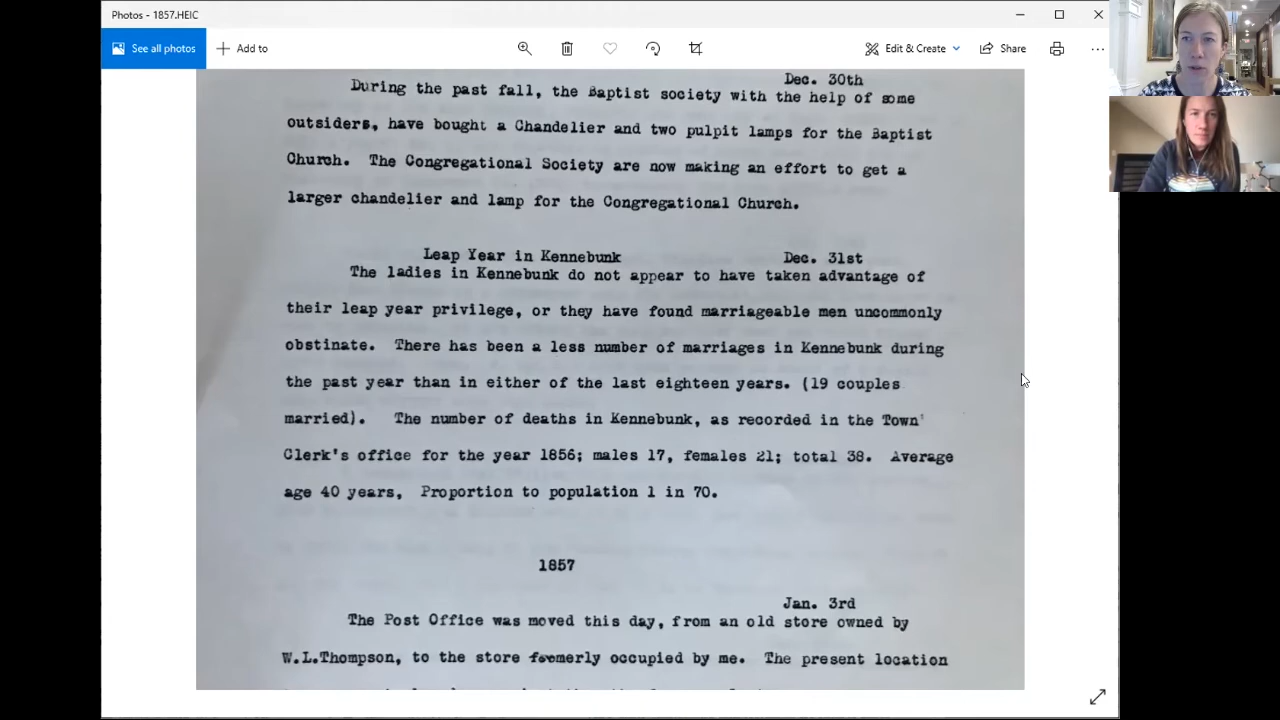 Photos - 1857.HEIC
See all photos
Add to
Edit & Create
Share
Dec. 30th
During the past fall, the Baptist society with the help of some
outsiders, have bought a Chandelier and two pulpit lamps for the Baptist
Church. The Congregational Society are now making an effort to get a
larger chandelier and lamp for the Congregational Church.
Leap Year in Kennebunk Dec. 31st
The ladies in Kennebunk do not appear to have taken advantage of
their leap year privilege, or they have found marriageable men uncommonly
obstinate. There has been a less number of marriages in Kennebunk during
the past year than in either of the last eighteen years. (19 couples
married). The number of deaths in Kennebunk, as recorded in the Town'
Clerk's office for the year 1856; males 17, females 21; total 38. Average
age 40 years, Proportion to population 1 in 70.
1857
Jan. 3rd
The Post Office was moved this day, from an old store owned by
W.L.Thompson, to the store formerly occupied by me. The present location